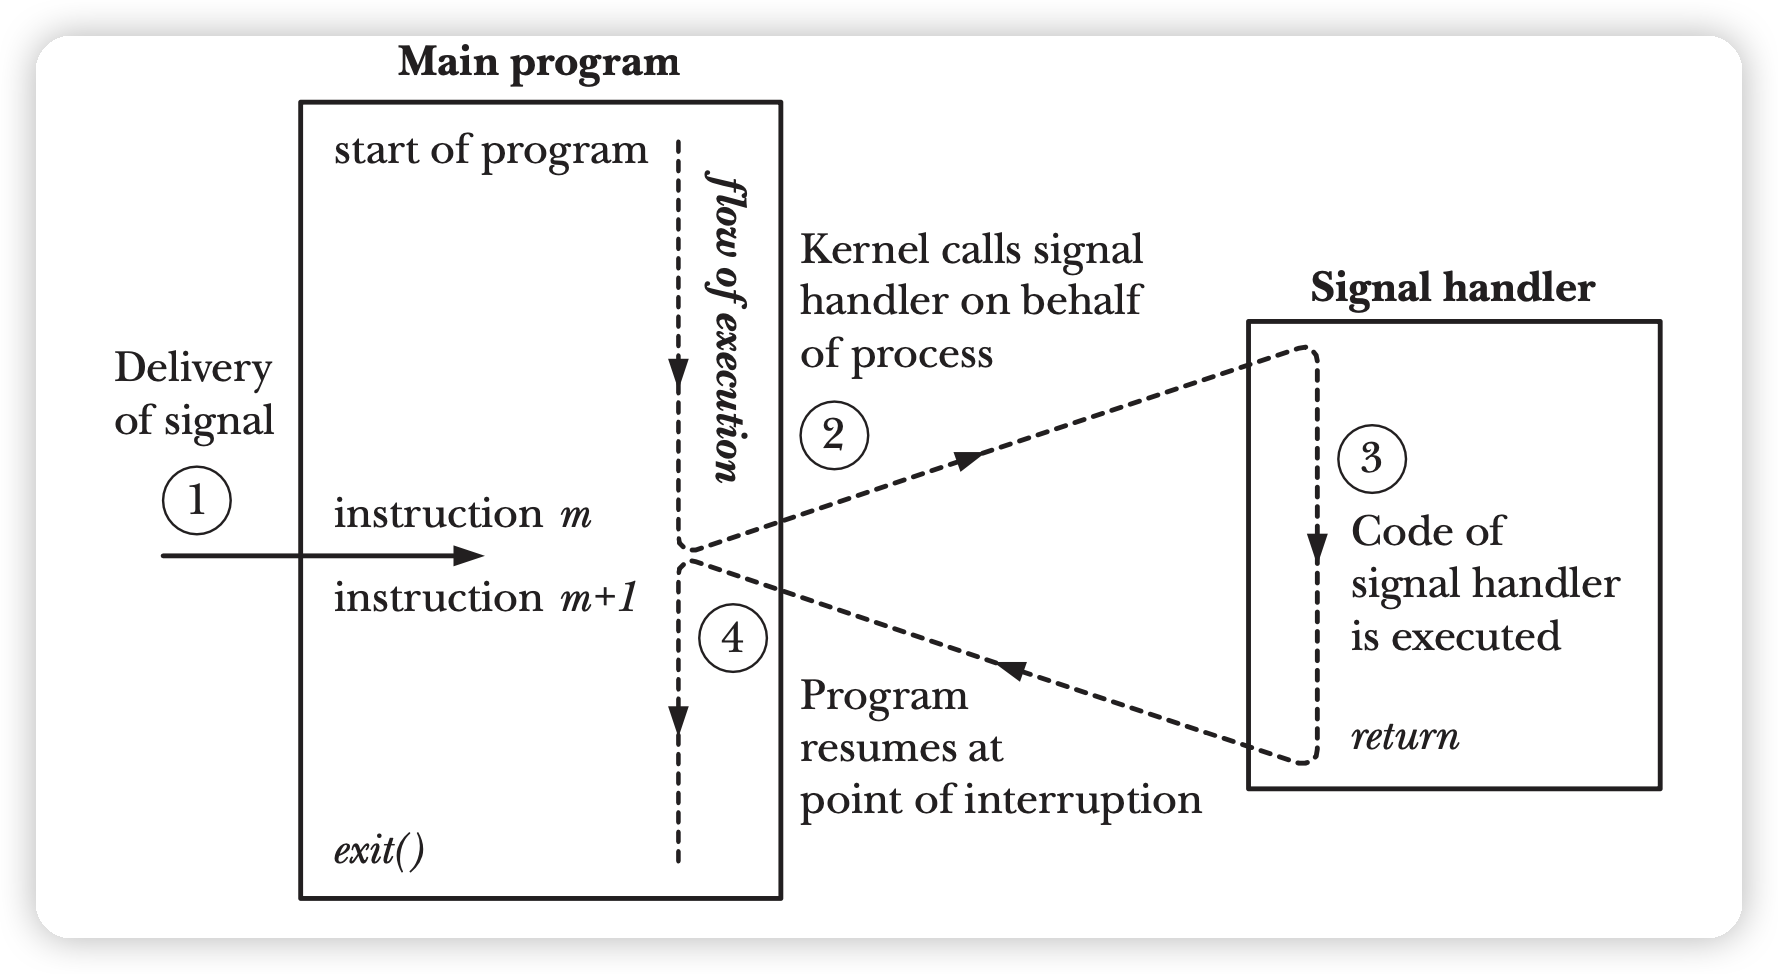 Main program
start of program
flow of execution
Delivery
of signal
1
instruction m
instruction m+1
exit()
Kernel calls signal
handler on behalf
of process
2
Signal handler
3
Code of
signal handler
is executed
return
4
Program
resumes at
point of interruption